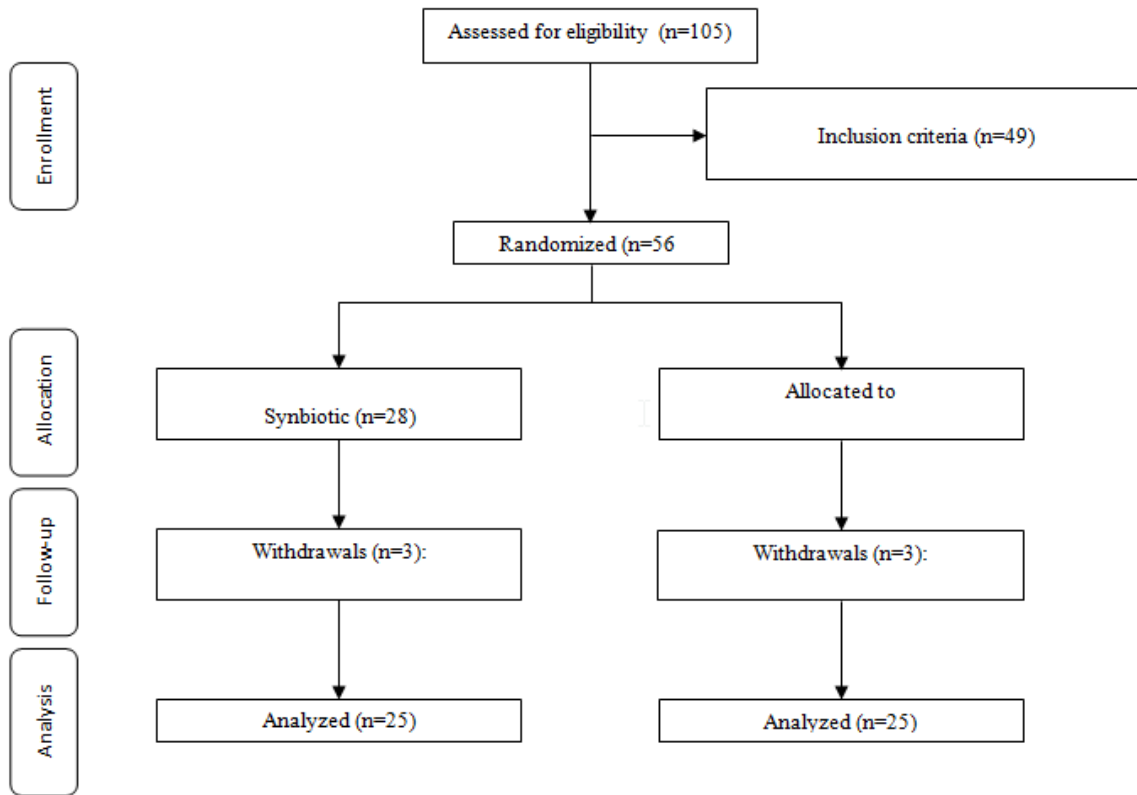 Assessed for eligibility (n=105)
Enrollment
Inclusion criteria (n=49)
Randomized (n=56
Allocation
Synbiotic (n=28)
Allocated to
Follow-up
Withdrawals (n=3):
Withdrawals (n=3):
Analysis
Analyzed (n=25)
Analyzed (n=25)